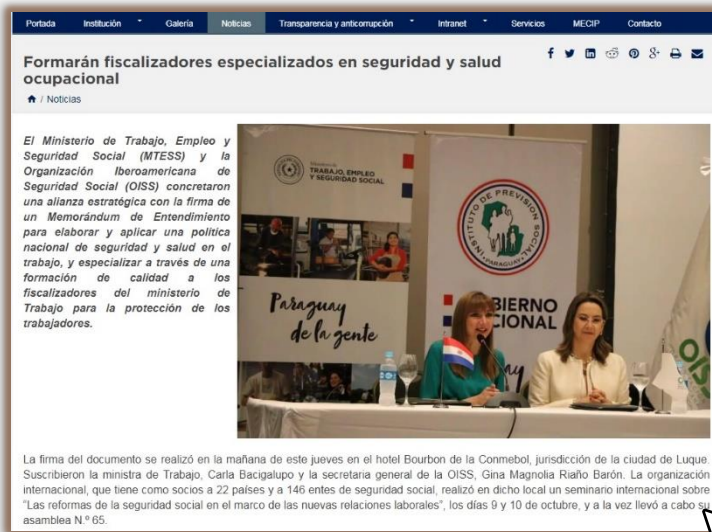 Portada Institución Galería Noticias Transparencia y anticorrupción Intranet Servicios MECIP Contacto
Formarán fiscalizadores especializados en seguridad y salud
ocupacional
/ Noticias
El Ministerio de Trabajo, Empleo y
Seguridad Social (MTESS) y la
Organización Iberoamericana de
Seguridad Social (OISS) concretaron
una alianza estratégica con la firma de
un Memorándum de Entendimiento
para elaborar y aplicar una política
nacional de seguridad y salud en el
trabajo, y especializar a través de una
formación de calidad a los
fiscalizadores del ministerio de
Trabajo para la protección de los
trabajadores.
TRABAJO, EMPLEO
Y SEGURIDAD SOCIAL
Paraguay
de la gente
INSTITUTO DE PREVISION SOCIAL
PARAGUAY
BIERNO
CIONAL
OISS
La firma del documento se realizó en la mañana de este jueves en el hotel Bourbon de la Conmebol, jurisdicción de la ciudad de Luque.
Suscribieron la ministra de Trabajo, Carla Bacigalupo y la secretaria general de la OISS, Gina Magnolia Riaño Barón. La organización
internacional, que tiene como socios a 22 países y a 146 entes de seguridad social, realizó en dicho local un seminario internacional sobre
"Las reformas de la seguridad social en el marco de las nuevas relaciones laborales", los días 9 y 10 de octubre, y a la vez llevó a cabo su
asamblea N.º 65.